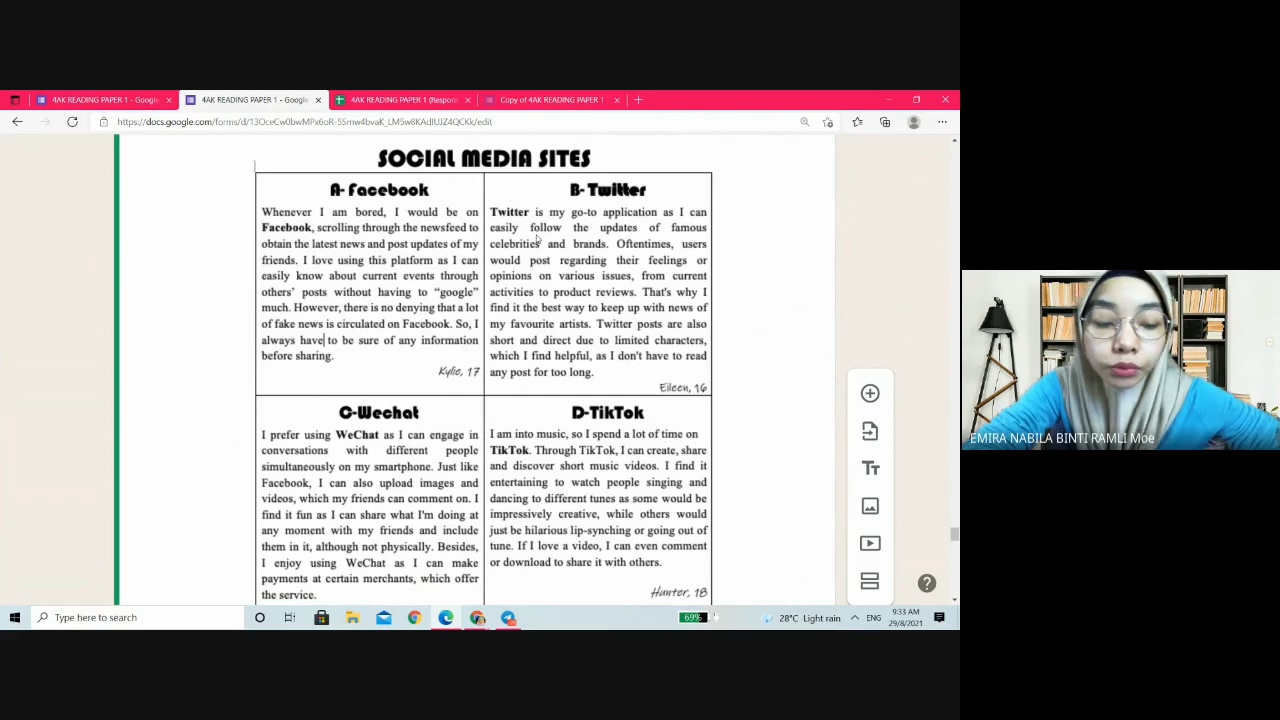 4AK READING PAPER 1 - Google
4AK READING PAPER 1 - Google
4AK READING PAPER 1 (Respon
Copy of 4AK READING PAPER 1
https://docs.google.com/forms/d/13OceCw0bwMPx6oR-5Smw4bvaK_LM5w8KAdIUJZ4QCKk/edit
SOCIAL MEDIA SITES
A- Facebook
Whenever I am bored, I would be on
Facebook, scrolling through the newsfeed to
obtain the latest news and post updates of my
friends. I love using this platform as I can
easily know about current events through
others' posts without having to "google"
much. However, there is no denying that a lot
of fake news is circulated on Facebook. So, I
always have to be sure of any information
before sharing.
Kylie, 17
B- Twitter
Twitter is my go-to application as I can
easily follow the updates of famous
celebrities and brands. Oftentimes, users
would post regarding their feelings or
opinions on various issues, from current
activities to product reviews. That's why I
find it the best way to keep up with news of
my favourite artists. Twitter posts are also
short and direct due to limited characters,
which I find helpful, as I don't have to read
any post for too long.
Eileen, 16
C-Wechat
I prefer using WeChat as I can engage in
conversations with different people
simultaneously on my smartphone. Just like
Facebook, I can also upload images and
videos, which my friends can comment on. I
find it fun as I can share what I'm doing at
any moment with my friends and include
them in it, although not physically. Besides,
I enjoy using WeChat as I can make
payments at certain merchants, which offer
the service.
D-TikTok
I am into music, so I spend a lot of time on
TikTok. Through TikTok, I can create, share
and discover short music videos. I find it
entertaining to watch people singing and
dancing to different tunes as some would be
impressively creative, while others would
just be hilarious lip-synching or going out of
tune. If I love a video, I can even comment
or download to share it with others.
Hunter, 18
Tт
EMIRA NABILA BINTI RAMLI Moe
Type here to search
69%
28°C Light rain
ENG
9:33 AM
29/8/2021